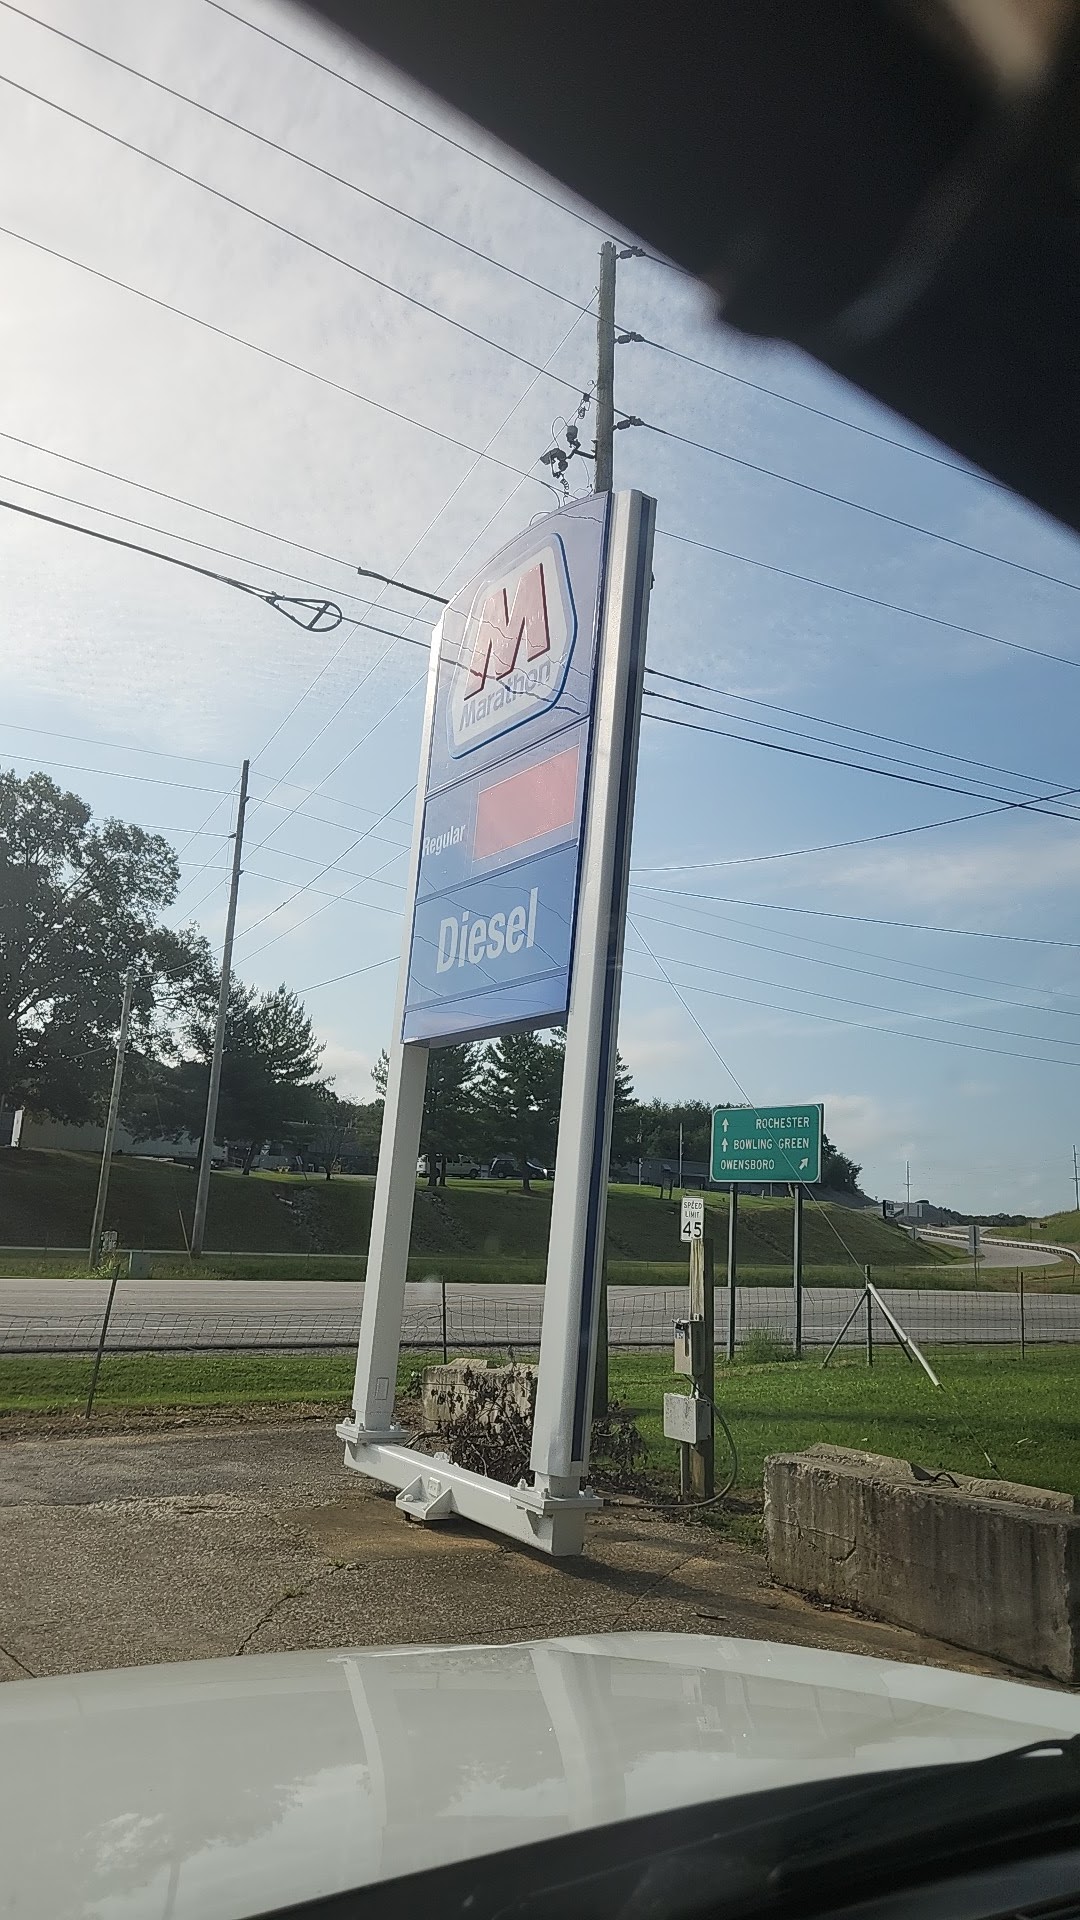 M
Marathon
Regular
Diesel
ROCHESTER
BOWLING GREEN
OWENSBORO
SPEED
LIMIT
45